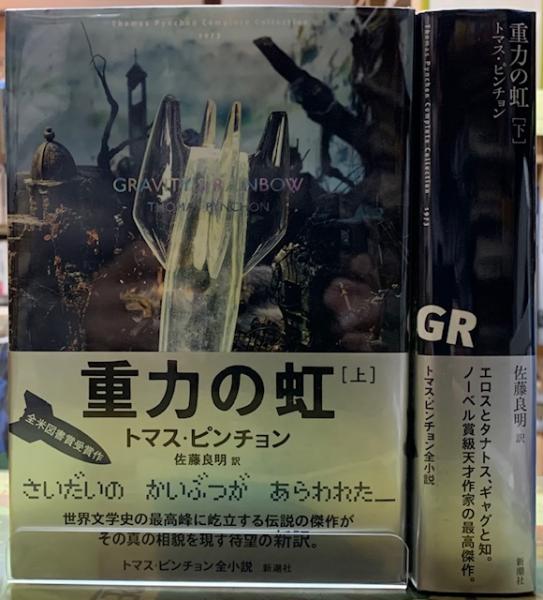 Thomas Pynchon Complete Collection
1973
GRAVITY'S RAINBOW
THOMAS PYNCHON
重力の虹[上]
トマス・ピンチョン
佐藤良明 訳
全米図書賞受賞作
さいだいの かいぶつが あらわれた_
世界文学史の最高峰に屹立する伝説の傑作が
その真の相貌を現す待望の新訳。
トマス・ピンチョン全小説 新潮社
重力の虹[下]
トマス・ピンチョン
Thomas Pynchon Complete Collection 1973
GR
佐藤良明 訳
エロスとタナトス、ギャグと知。
ノーベル賞級天才作家の最高傑作。
トマス・ピンチョン全小説
新潮社